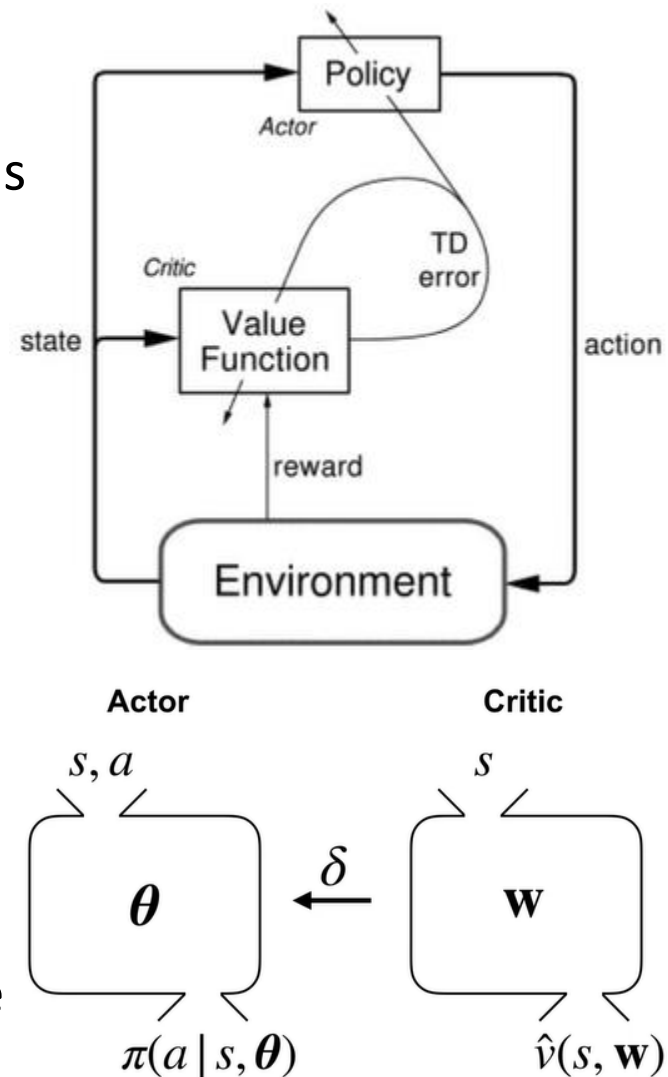 Policy
Actor
s
TD
error
Critic
Value
Function
state
action
reward
Environment
Actor
Critic
s, a
s
δ
θ
w
e
π(a | s, θ)
v̂(s, w)